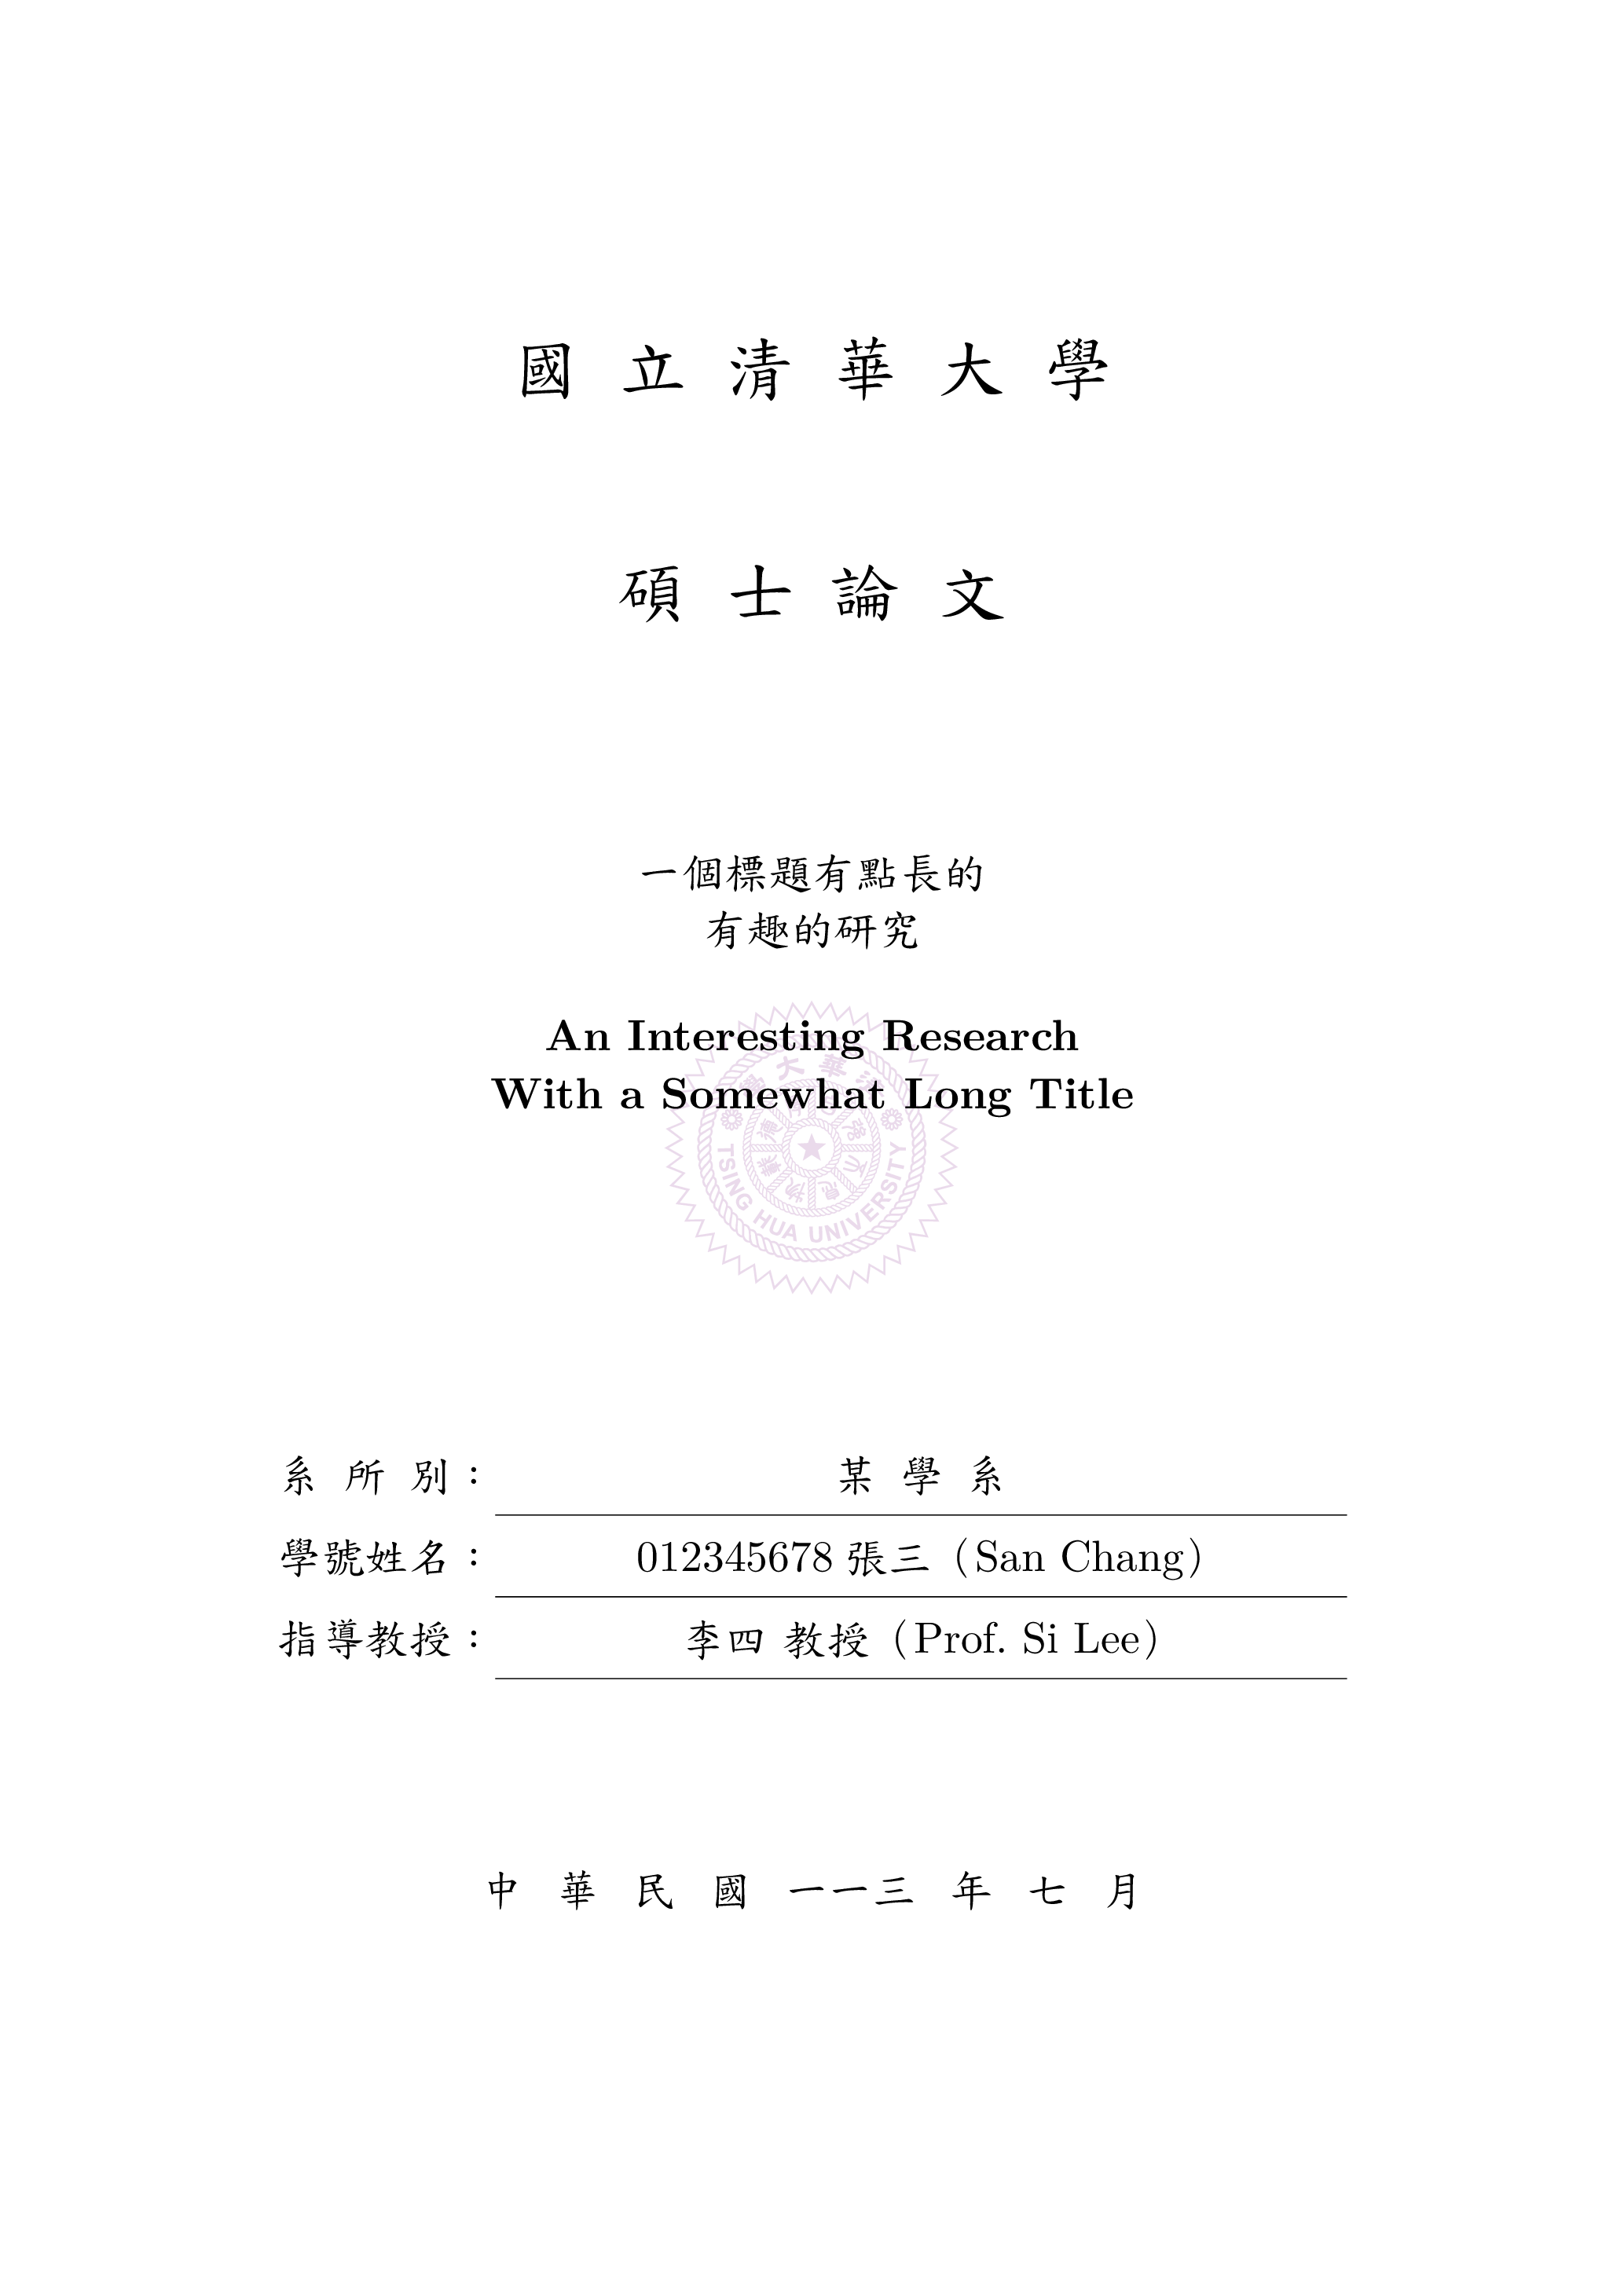 國立清華大學
碩士論文
一個標題有點長的
有趣的研究
An Interesting Research
With a Somewhat Long Title
大華
TSING HUA UNIVERSITY
系所別：某學系
學號姓名：012345678 張三（San Chang）
指導教授：李四 教授（Prof. Si Lee）
中華民國 一一三 年 七 月